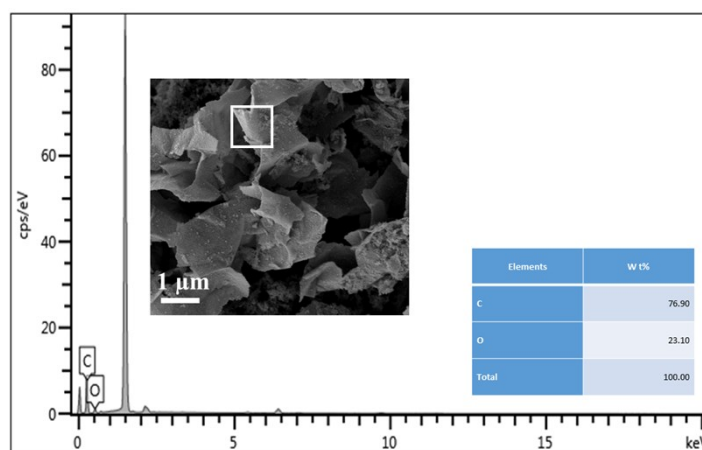 80
60
cps/eV
40
20
0
C
O
1 μm
Elements W t%
C 76.90
O 23.10
Total 100.00
0 5 10 15 keV